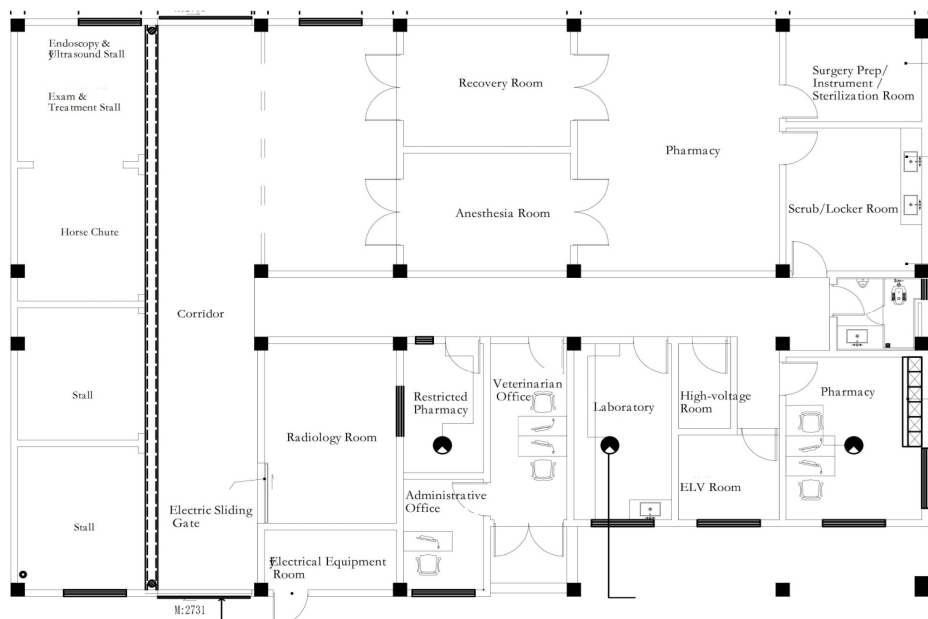 Endoscopy &
Ultrasound Stall
Exam &
Treatment Stall
Horse Chute
Stall
Stall
Corridor
Electric Sliding
Gate
M:2731
Recovery Room
Anesthesia Room
Pharmacy
Surgery Prep/
Instrument /
Sterilization Room
Scrub/Locker Room
Radiology Room
Electrical Equipment
Room
Restricted
Pharmacy
Administrative
Office
Veterinarian
Office
Laboratory
High-voltage
Room
ELV Room
Pharmacy